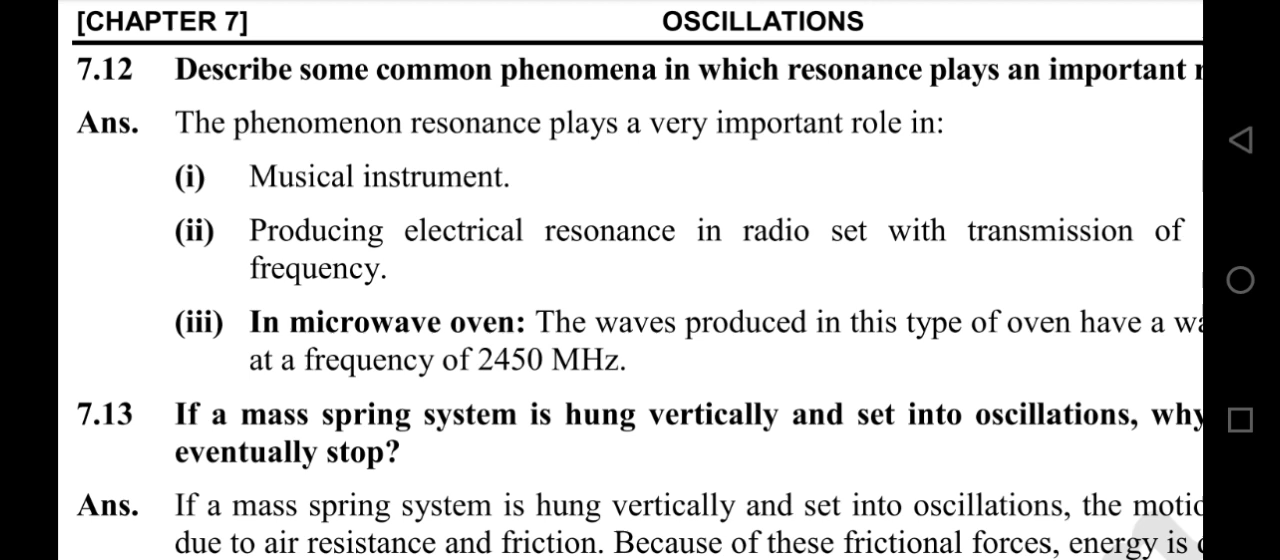 [CHAPTER 7] OSCILLATIONS
7.12 Describe some common phenomena in which resonance plays an important
Ans. The phenomenon resonance plays a very important role in:
(i) Musical instrument.
(ii) Producing electrical resonance in radio set with transmission of
frequency.
(iii) In microwave oven: The waves produced in this type of oven have a
at a frequency of 2450 MHz.
7.13 If a mass spring system is hung vertically and set into oscillations, why
eventually stop?
Ans. If a mass spring system is hung vertically and set into oscillations, the
due to air resistance and friction. Because of these frictional forces, energy is